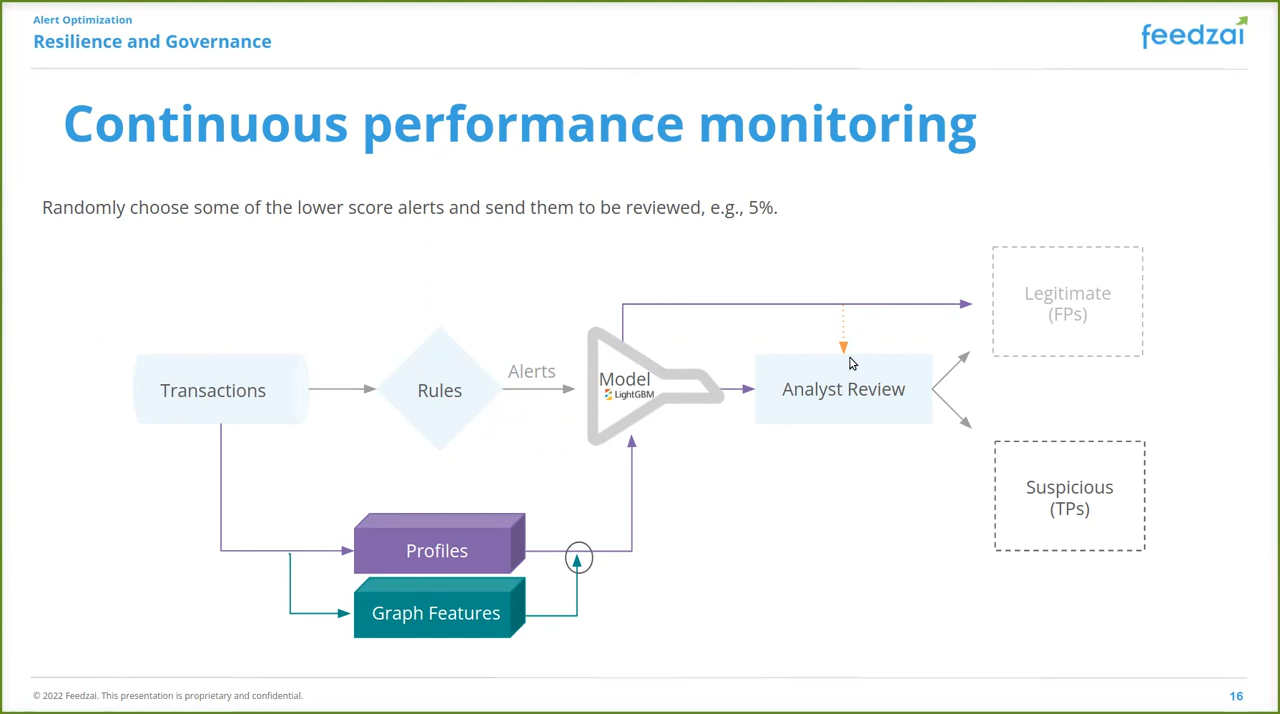 Alert Optimization
Resilience and Governance
feedzai
Continuous performance monitoring
Randomly choose some of the lower score alerts and send them to be reviewed, e.g., 5%.
Legitimate
(FPs)
Transactions
Rules
Alerts
Model
LightGBM
Analyst Review
Suspicious
(TPs)
Profiles
Graph Features
© 2022 Feedzai. This presentation is proprietary and confidential.
16